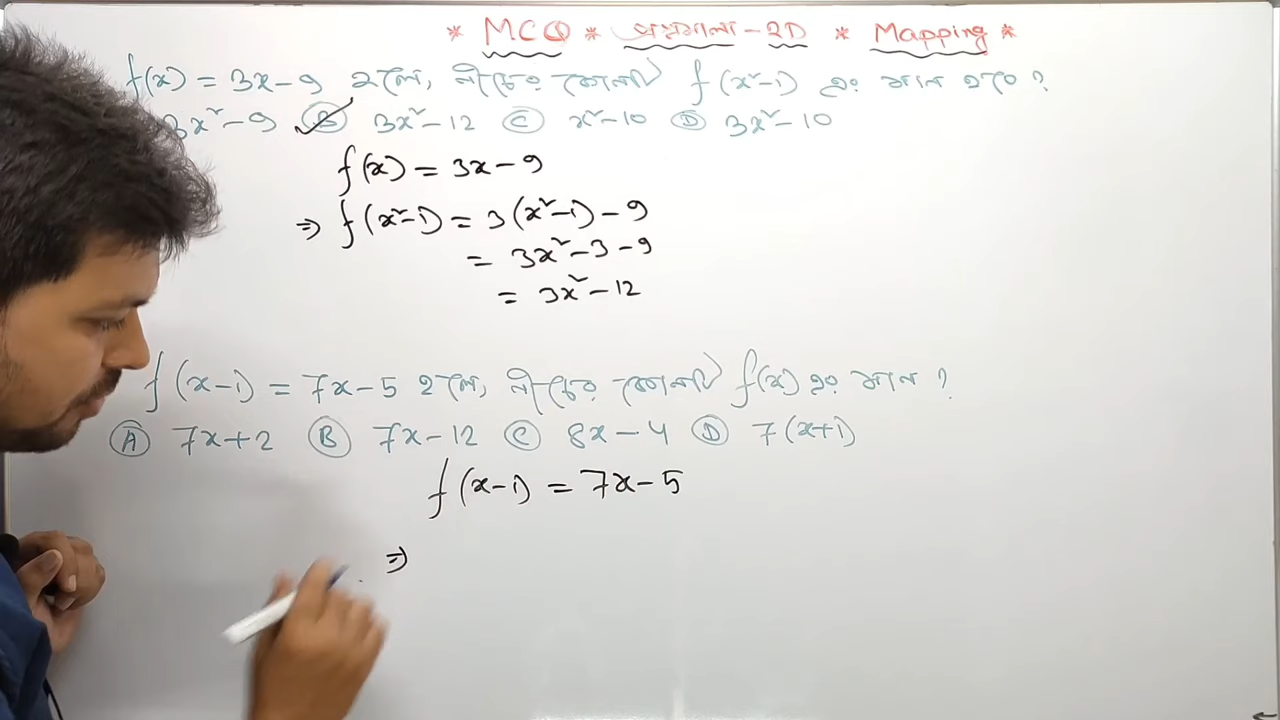 * MCQ * প্রশ্নমালা - 2D * Mapping *
f(x) = 3x - 9 হলে, নীচের কোনটি f(x²-1) এর মান হবে ?
3x² - 9 Ⓑ 3x² - 12 Ⓒ x² - 10 Ⓓ 3x² - 10
f(x) = 3x - 9
⇒ f(x²-1) = 3(x²-1) - 9
= 3x² - 3 - 9
= 3x² - 12
f(x-1) = 7x - 5 হলে, নীচের কোনটি f(x) এর মান ?
Ⓐ 7x + 2 Ⓑ 7x - 12 Ⓒ 8x - 4 Ⓓ 7(x+1)
f(x-1) = 7x - 5
⇒